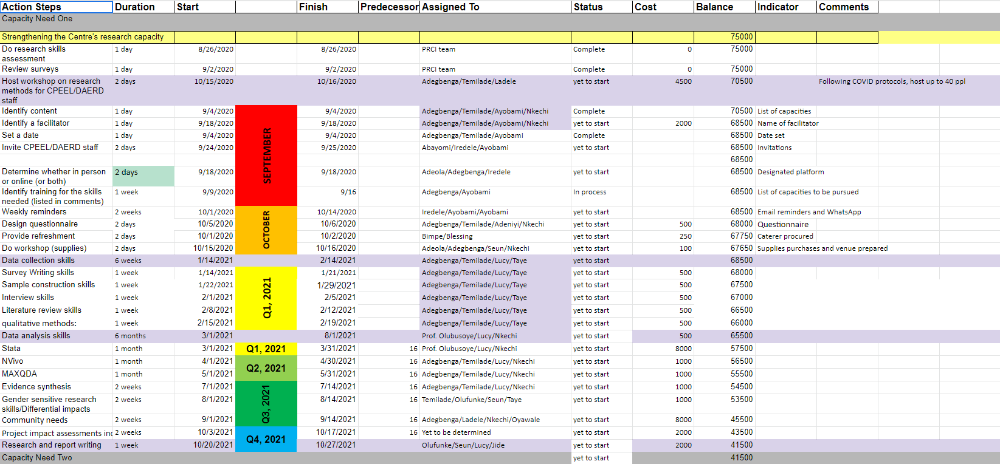 Action Steps Duration Start Finish Predecessor Assigned To Status Cost Balance Indicator Comments
Capacity Need One
Strengthening the Centre's research capacity 75000
Do research skills assessment 1 day 8/26/2020 8/26/2020 PRCI team Complete 0 75000
Review surveys 1 day 9/2/2020 9/2/2020 PRCI team Complete 0 75000
Host workshop on research methods for CPEEL/DAERD staff 2 days 10/15/2020 10/16/2020 Adegbenga/Temilade/Ladele yet to start 4500 70500 Following COVID protocols, host up to 40 ppl
SEPTEMBER
Identify content 1 day 9/4/2020 9/4/2020 Adegbenga/Temilade/Ayobami/Nkechi Complete 70500 List of capacities
Identify a facilitator 1 day 9/18/2020 9/18/2020 Adegbenga/Temilade/Ayobami/Nkechi yet to start 2000 68500 Name of facilitator
Set a date 1 day 9/4/2020 9/4/2020 Adegbenga/Temilade/Ayobami Complete 68500 Date set
Invite CPEEL/DAERD staff 2 days 9/24/2020 9/25/2020 Abayomi/Iredele/Ayobami yet to start 68500 Invitations
68500
Determine whether in person or online (or both) 2 days 9/18/2020 9/18/2020 Adeola/Adegbenga/Iredele yet to start 68500 Designated platform
Identify training for the skills needed (listed in comments) 1 week 9/9/2020 9/16 Adegbenga/Ayobami In process 68500 List of capacities to be pursued
OCTOBER
Weekly reminders 2 weeks 10/1/2020 10/14/2020 Iredele/Ayobami/Ayobami yet to start 68500 Email reminders and WhatsApp
Design questionnaire 2 days 10/5/2020 10/6/2020 Adegbenga/Temilade/Adeniyi/Nkechi yet to start 500 68000 Questionnaire
Provide refreshment 2 days 10/1/2020 10/2/2020 Bimpe/Blessing yet to start 250 67750 Caterer procured
Do workshop (supplies) 2 days 10/15/2020 10/16/2020 Adeola/Adegbenga/Seun/Nkechi yet to start 100 67650 Supplies purchases and venue prepared
Data collection skills 6 weeks 1/14/2021 2/14/2021 Adegbenga/Temilade/Lucy/Taye yet to start 68500
Q1, 2021
Survey Writing skills 1 week 1/14/2021 1/21/2021 Adegbenga/Temilade/Lucy/Taye yet to start 500 68000
Sample construction skills 1 week 1/22/2021 1/29/2021 Adegbenga/Temilade/Lucy/Taye yet to start 500 67500
Interview skills 1 week 2/1/2021 2/5/2021 Adegbenga/Temilade/Lucy/Taye yet to start 500 67000
Literature review skills 1 week 2/8/2021 2/12/2021 Adegbenga/Temilade/Lucy/Taye yet to start 500 66500
qualitative methods: 1 week 2/15/2021 2/19/2021 Adegbenga/Temilade/Lucy/Taye yet to start 500 66000
Data analysis skills 6 months 3/1/2021 8/1/2021 Prof. Olubusoye/Lucy/Nkechi yet to start 500 65500
Stata 1 month 3/1/2021 Q1, 2021 3/31/2021 16 Prof. Olubusoye/Lucy/Nkechi yet to start 8000 57500
Q2, 2021
NVivo 1 month 4/1/2021 4/30/2021 16 Adegbenga/Temilade/Lucy/Nkechi yet to start 1000 56500
MAXQDA 1 month 5/1/2021 5/31/2021 16 Adegbenga/Temilade/Lucy/Nkechi yet to start 1000 55500
Q3, 2021
Evidence synthesis 2 weeks 7/1/2021 7/14/2021 16 Adegbenga/Temilade/Lucy/Nkechi yet to start 1000 54500
Gender sensitive research skills/Differential impacts 2 weeks 8/1/2021 8/14/2021 16 Temilade/Olufunke/Seun/Taye yet to start 1000 53500
Community needs 2 weeks 9/1/2021 9/14/2021 16 Adegbenga/Ladele/Nkechi/Oyawale yet to start 8000 45500
Q4, 2021
Project impact assessments inc 2 weeks 10/3/2021 10/17/2021 16 Yet to be determined yet to start 2000 43500
Research and report writing 1 week 10/20/2021 10/27/2021 Olufunke/Seun/Lucy/Jide yet to start 2000 41500
Capacity Need Two yet to start 41500